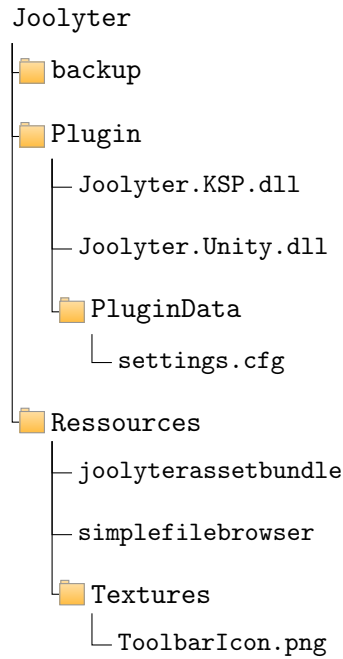 Joolyter
backup
Plugin
Joolyter.KSP.dll
Joolyter.Unity.dll
PluginData
settings.cfg
Ressources
joolyterassetbundle
simplefilebrowser
Textures
ToolbarIcon.png